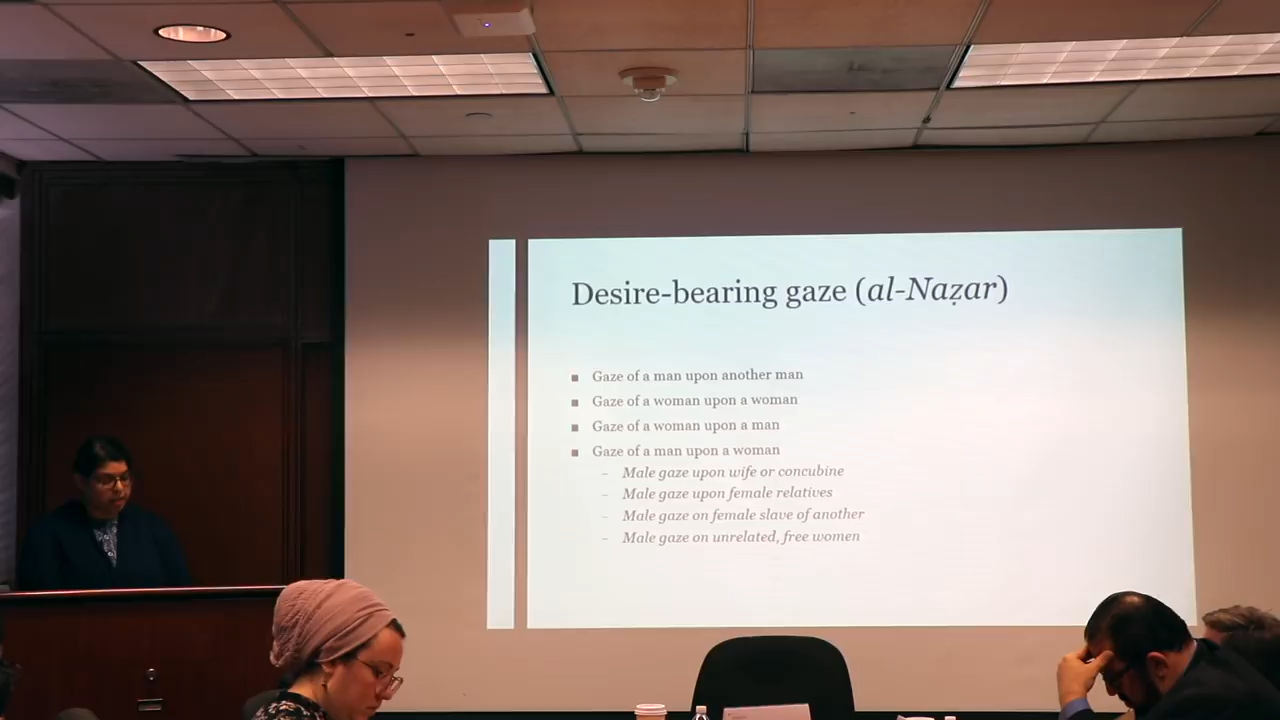 Desire-bearing gaze (al-Naẓar)
■ Gaze of a man upon another man
■ Gaze of a woman upon a woman
■ Gaze of a woman upon a man
■ Gaze of a man upon a woman
– Male gaze upon wife or concubine
– Male gaze upon female relatives
– Male gaze on female slave of another
– Male gaze on unrelated, free women